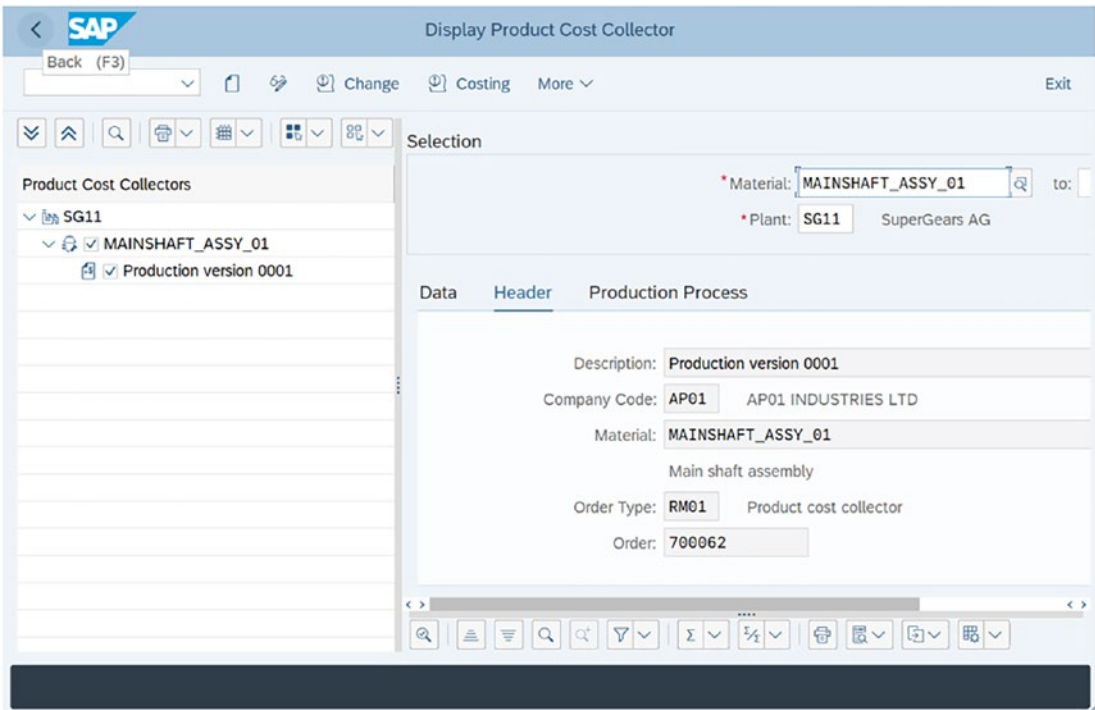 SAP
Display Product Cost Collector
Back (F3)
Change Costing More Exit
Selection
Product Cost Collectors
*Material: MAINSHAFT_ASSY_01 to:
SG11
*Plant: SG11 SuperGears AG
MAINSHAFT_ASSY_01
Production version 0001
Data Header Production Process
Description: Production version 0001
Company Code: AP01 AP01 INDUSTRIES LTD
Material: MAINSHAFT_ASSY_01
Main shaft assembly
Order Type: RM01 Product cost collector
Order: 700062